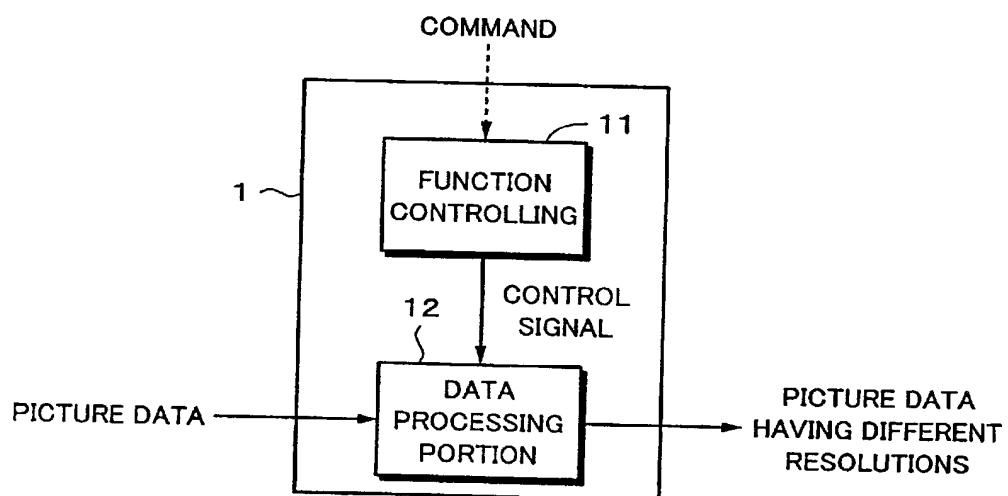 COMMAND
11
1
FUNCTION
CONTROLLING
CONTROL
SIGNAL
12
PICTURE DATA
DATA
PROCESSING
PORTION
PICTURE DATA
HAVING DIFFERENT
RESOLUTIONS